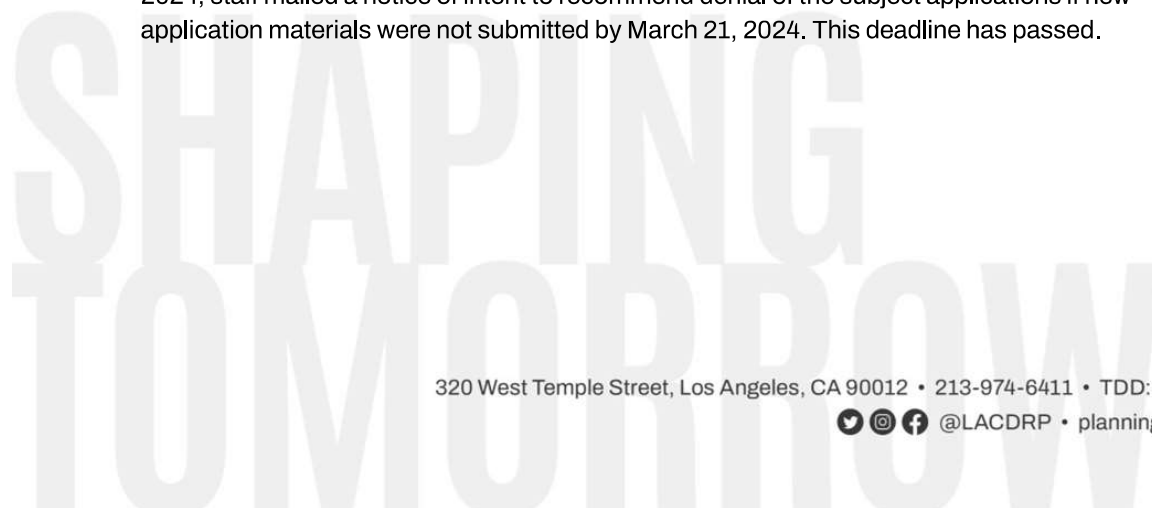 2024, staff mailed a notice of intent to recommend denial of the subject applications if new
application materials were not submitted by March 21, 2024. This deadline has passed.
SHAPING
TOMORROW
320 West Temple Street, Los Angeles, CA 90012 • 213-974-6411 • TDD:
@LACDRP • planning